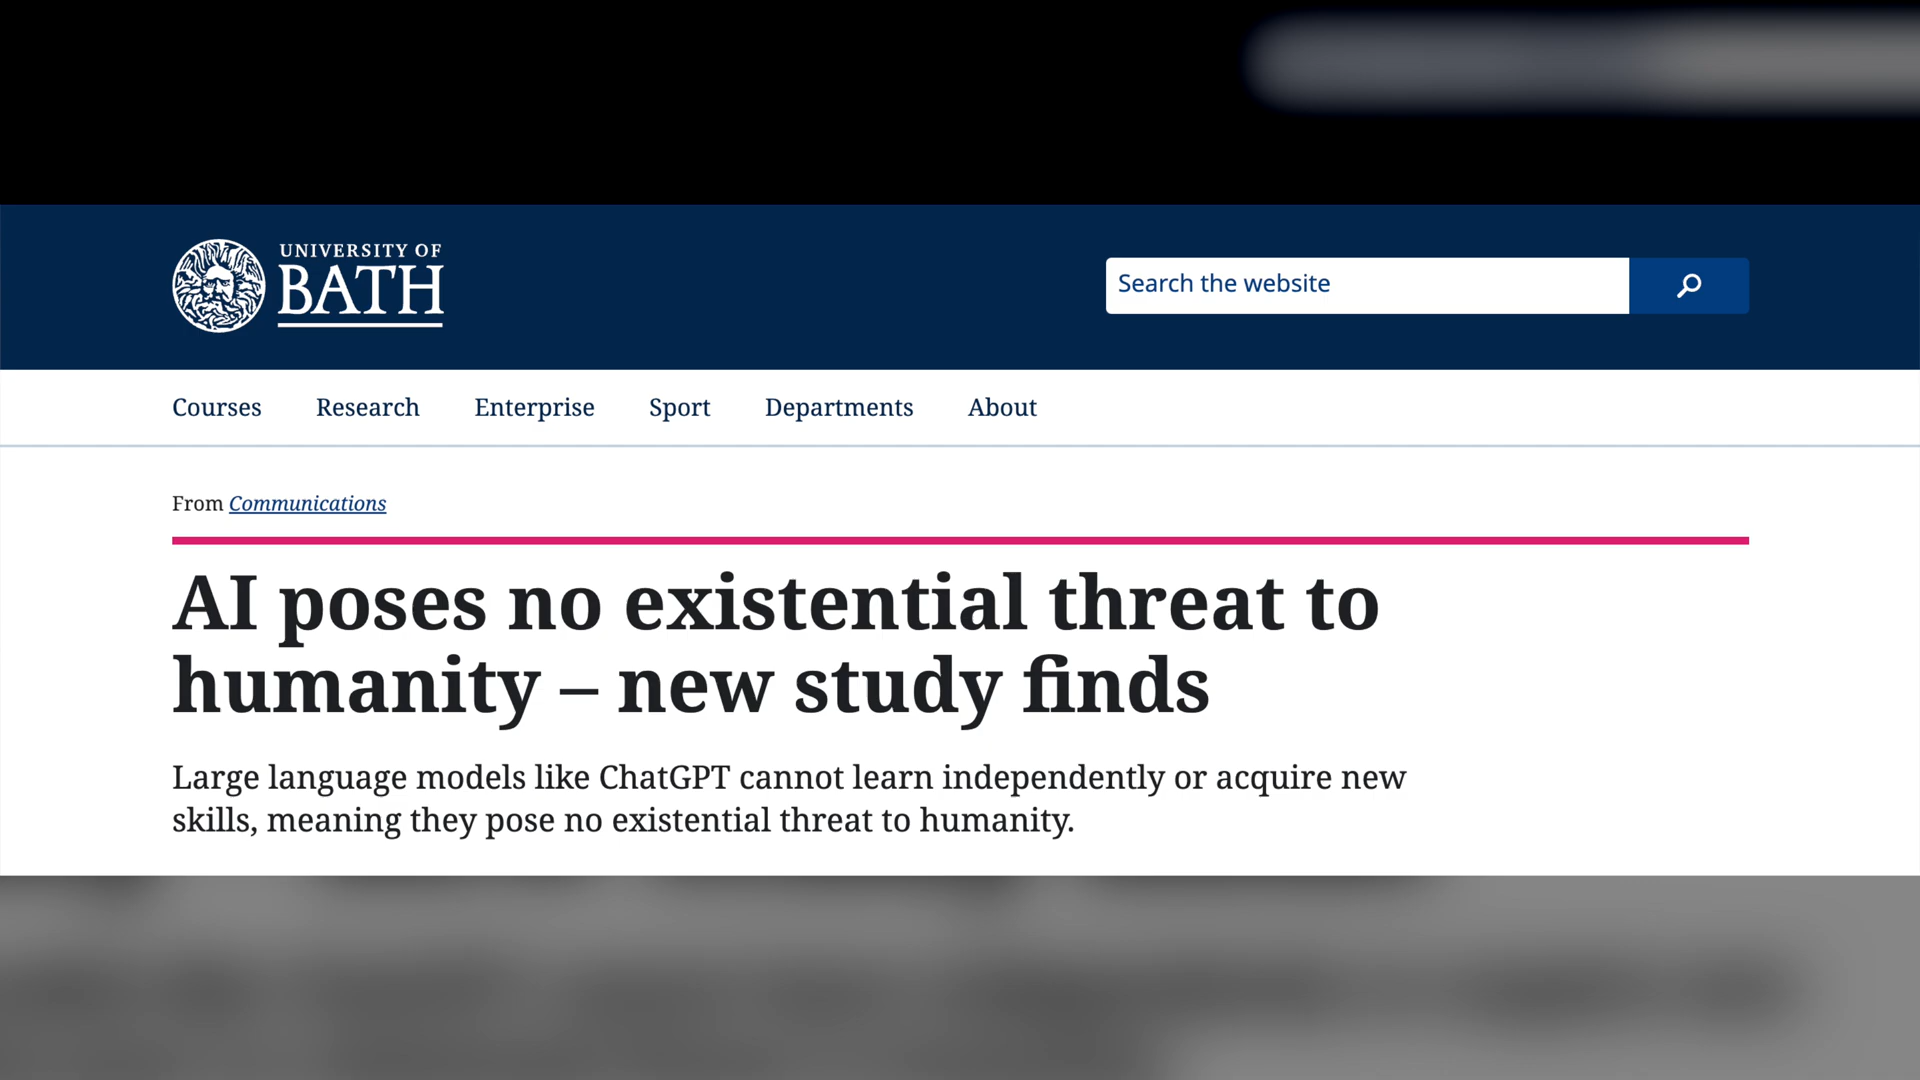 UNIVERSITY OF
BATH
Search the website
Courses Research Enterprise Sport Departments About
From Communications
AI poses no existential threat to
humanity – new study finds
Large language models like ChatGPT cannot learn independently or acquire new
skills, meaning they pose no existential threat to humanity.